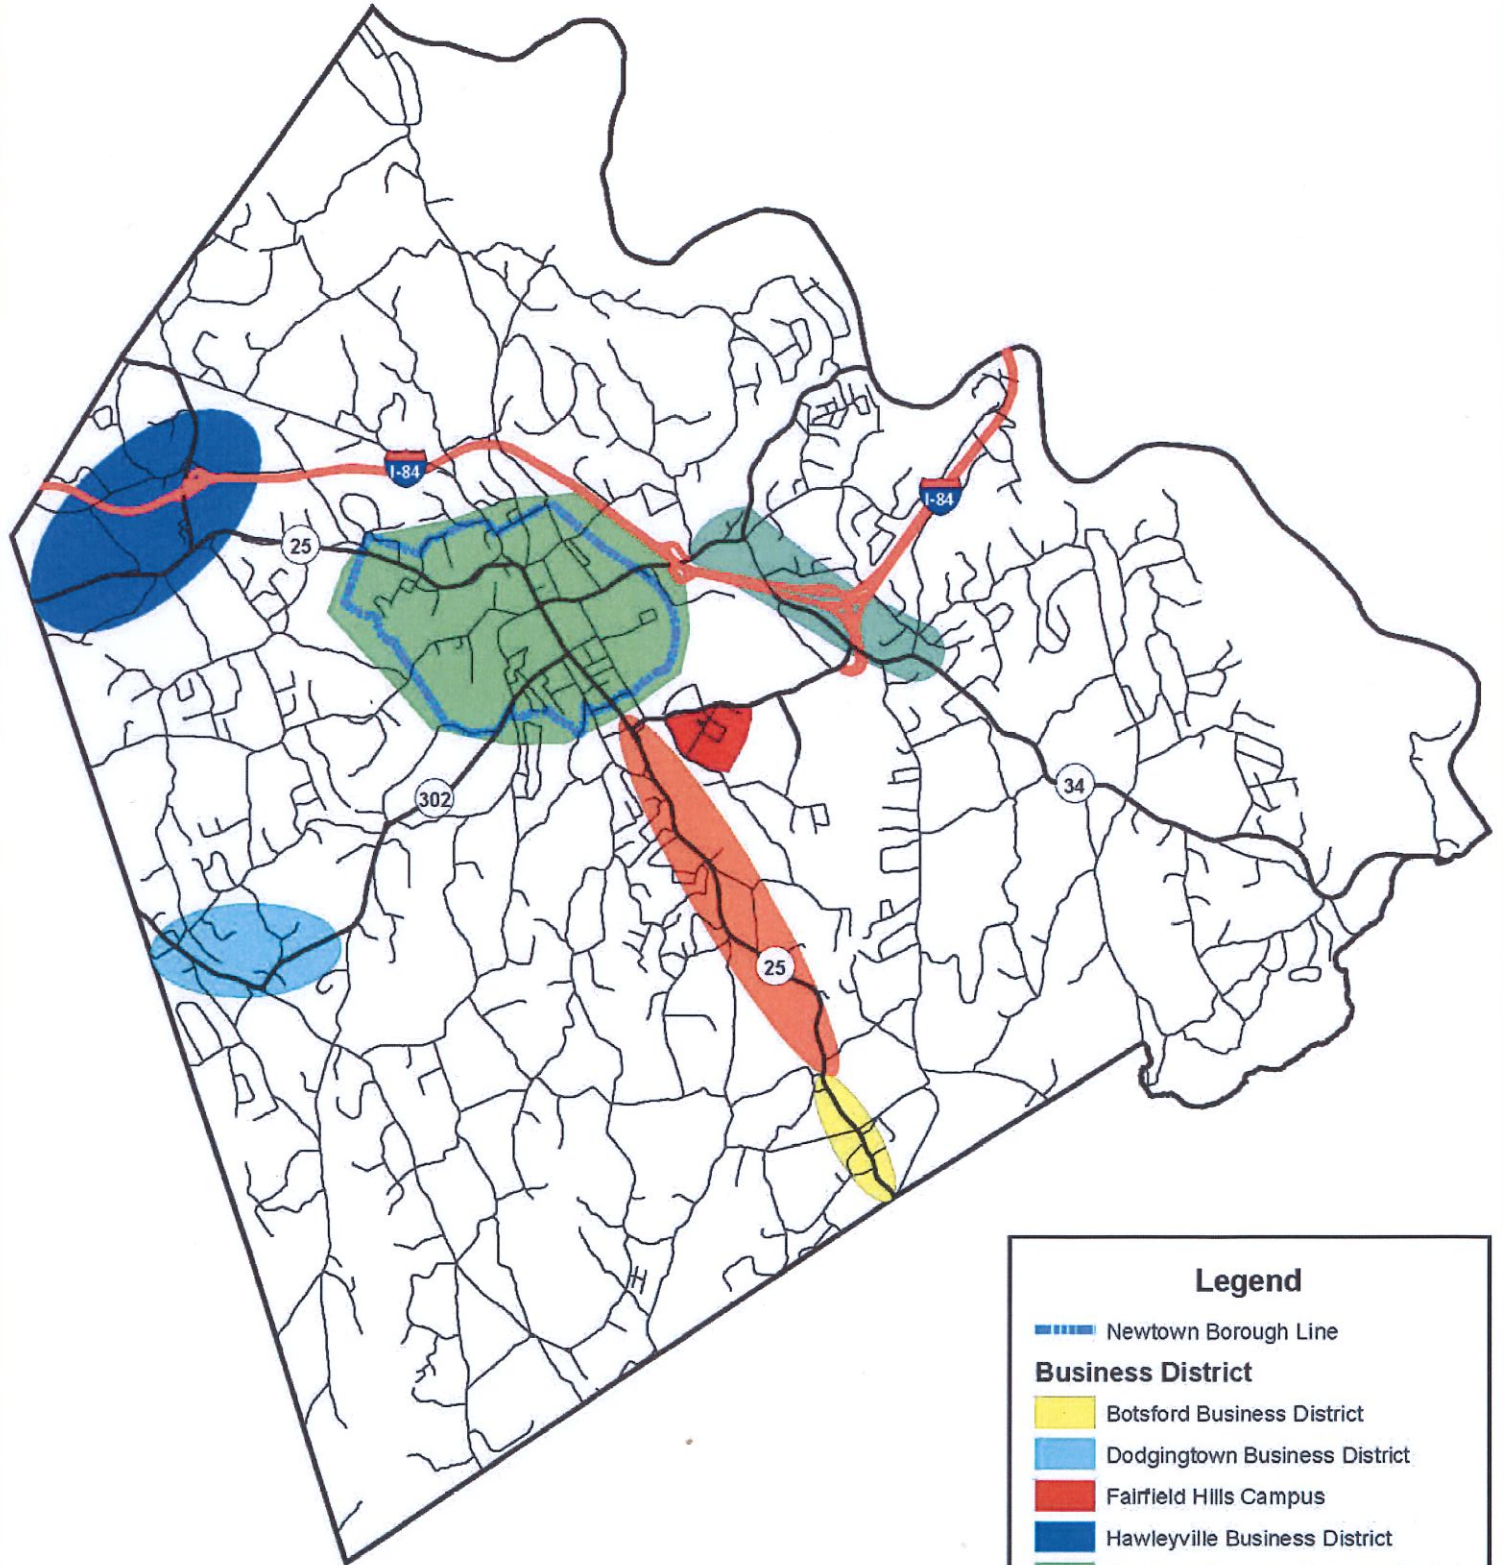 I-84
I-84
25
302
34
25
Legend
Newtown Borough Line
Business District
Botsford Business District
Dodgingtown Business District
Fairfield Hills Campus
Hawleyville Business District